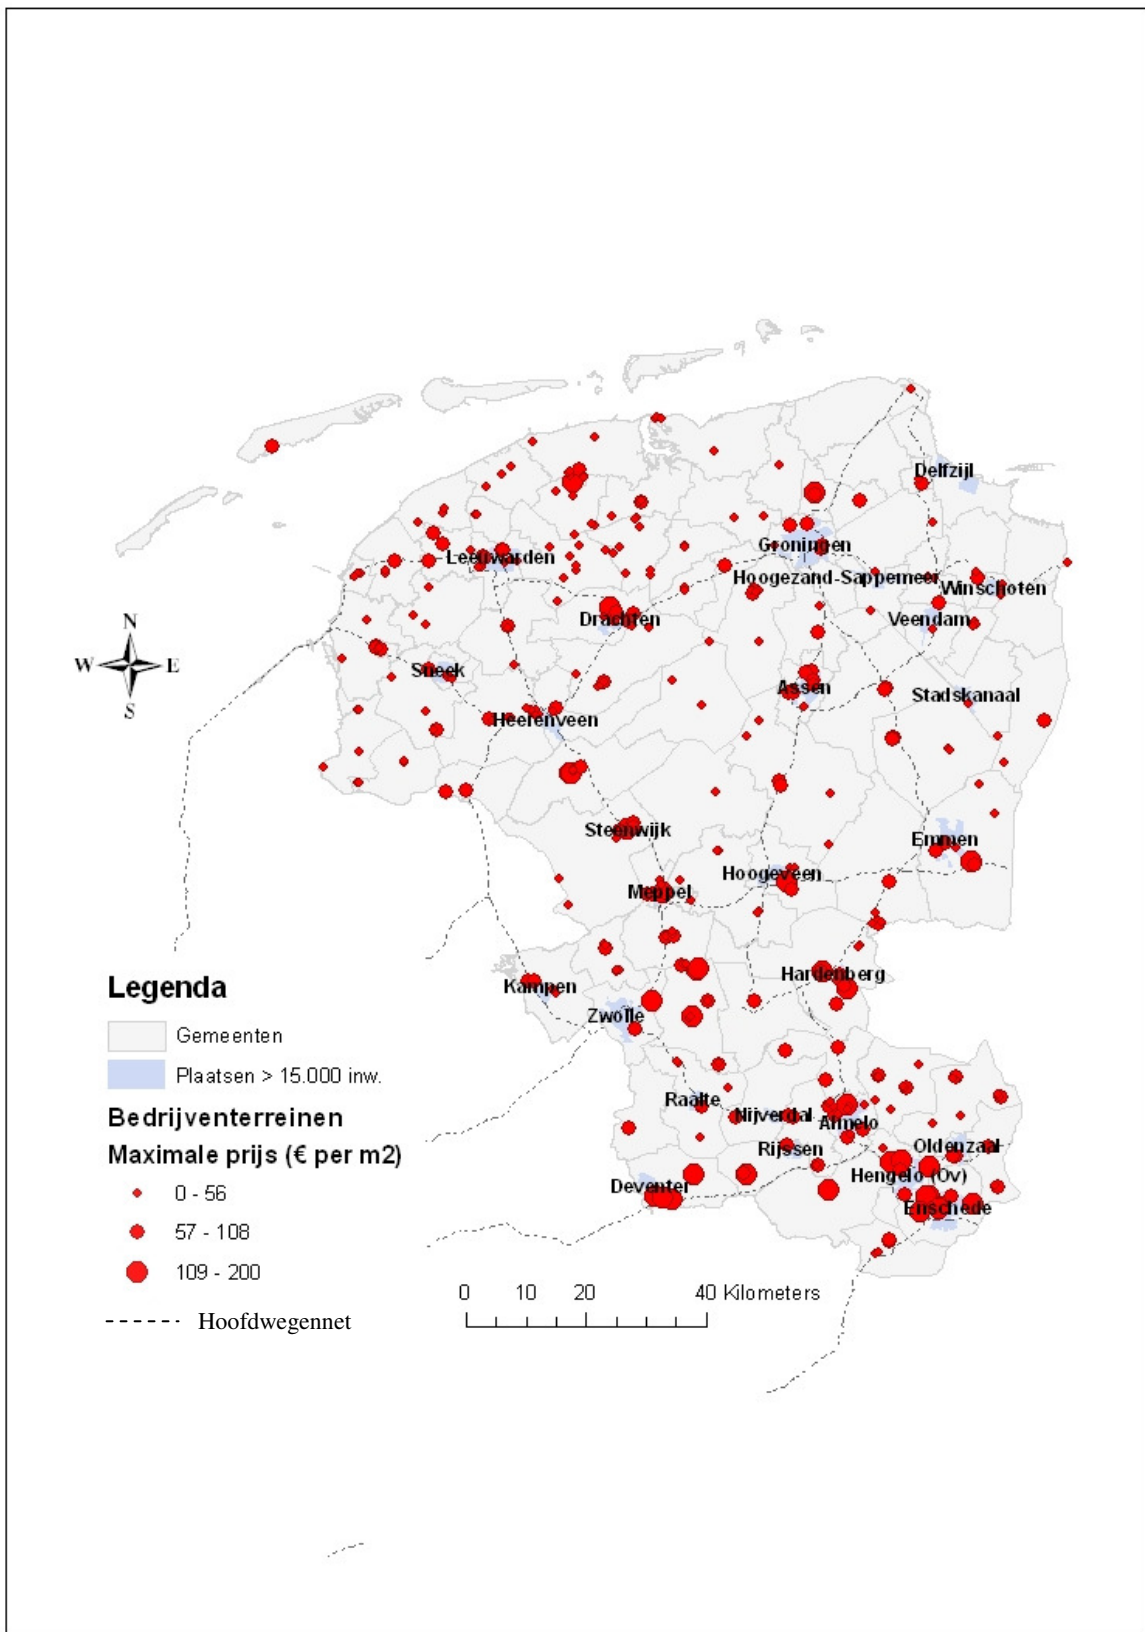 Delfzijl
Groningen
Leeuwarden
Hoogezand-Sappemeer
Winschoten
Drachten
Veendam
N
W
E
S
Sneek
Assen
Stadskanaal
Heerenveen
Steenwijk
Emmen
Hoogeveen
Meppel
Hardenberg
Kampen
Zwolle
Legenda
Gemeenten
Plaatsen > 15.000 inw.
Raalte
Nijverdal
Almelo
Bedrijventerreinen
Rijssen
Oldenzaal
Maximale prijs (€ per m2)
Hengelo (Ov)
0 - 56
Deventer
Enschede
57 - 108
109 - 200
0 10 20 40 Kilometers
Hoofdwegennet